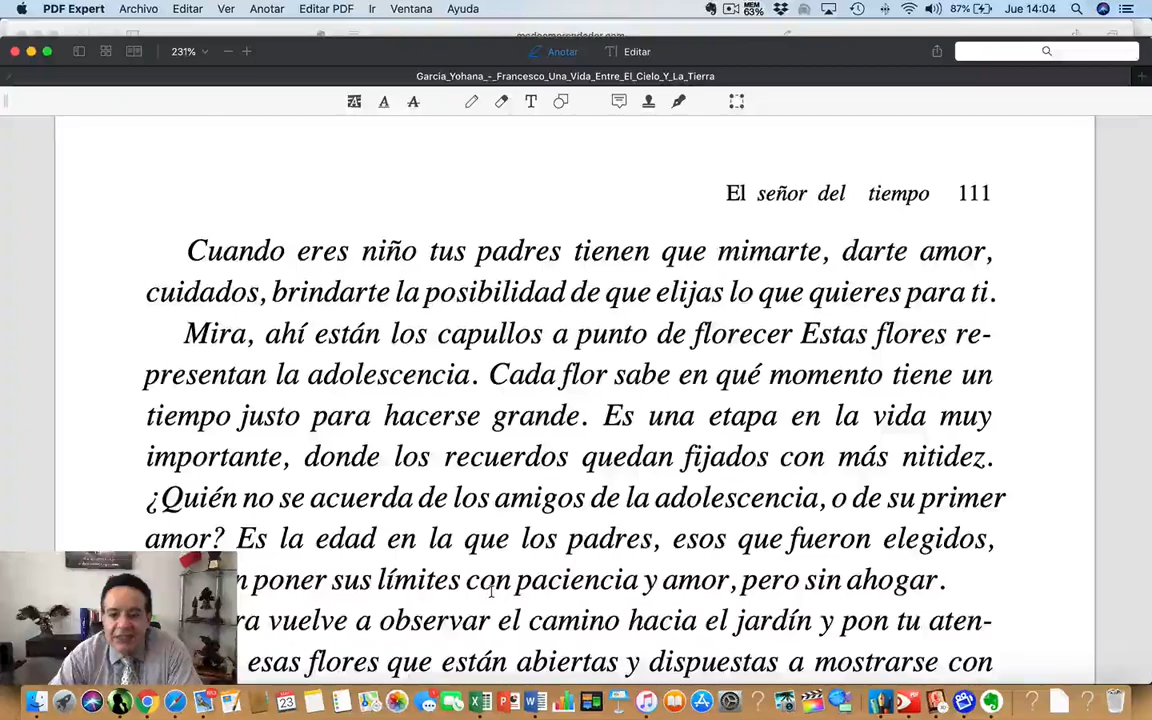 PDF Expert Archivo Editar Ver Anotar Editar PDF Ir Ventana Ayuda MEM 63% 87% Jue 14:04
231% Anotar Editar
Garcia_Yohana_-_Francesco_Una_Vida_Entre_El_Cielo_Y_La_Tierra
El señor del tiempo 111
Cuando eres niño tus padres tienen que mimarte, darte amor,
cuidados, brindarte la posibilidad de que elijas lo que quieres para ti.
Mira, ahí están los capullos a punto de florecer Estas flores re-
presentan la adolescencia. Cada flor sabe en qué momento tiene un
tiempo justo para hacerse grande. Es una etapa en la vida muy
importante, donde los recuerdos quedan fijados con más nitidez.
¿Quién no se acuerda de los amigos de la adolescencia, o de su primer
amor? Es la edad en la que los padres, esos que fueron elegidos,
poner sus límites con paciencia y amor, pero sin ahogar.
vuelve a observar el camino hacia el jardín y pon tu aten-
esas flores que están abiertas y dispuestas a mostrarse con